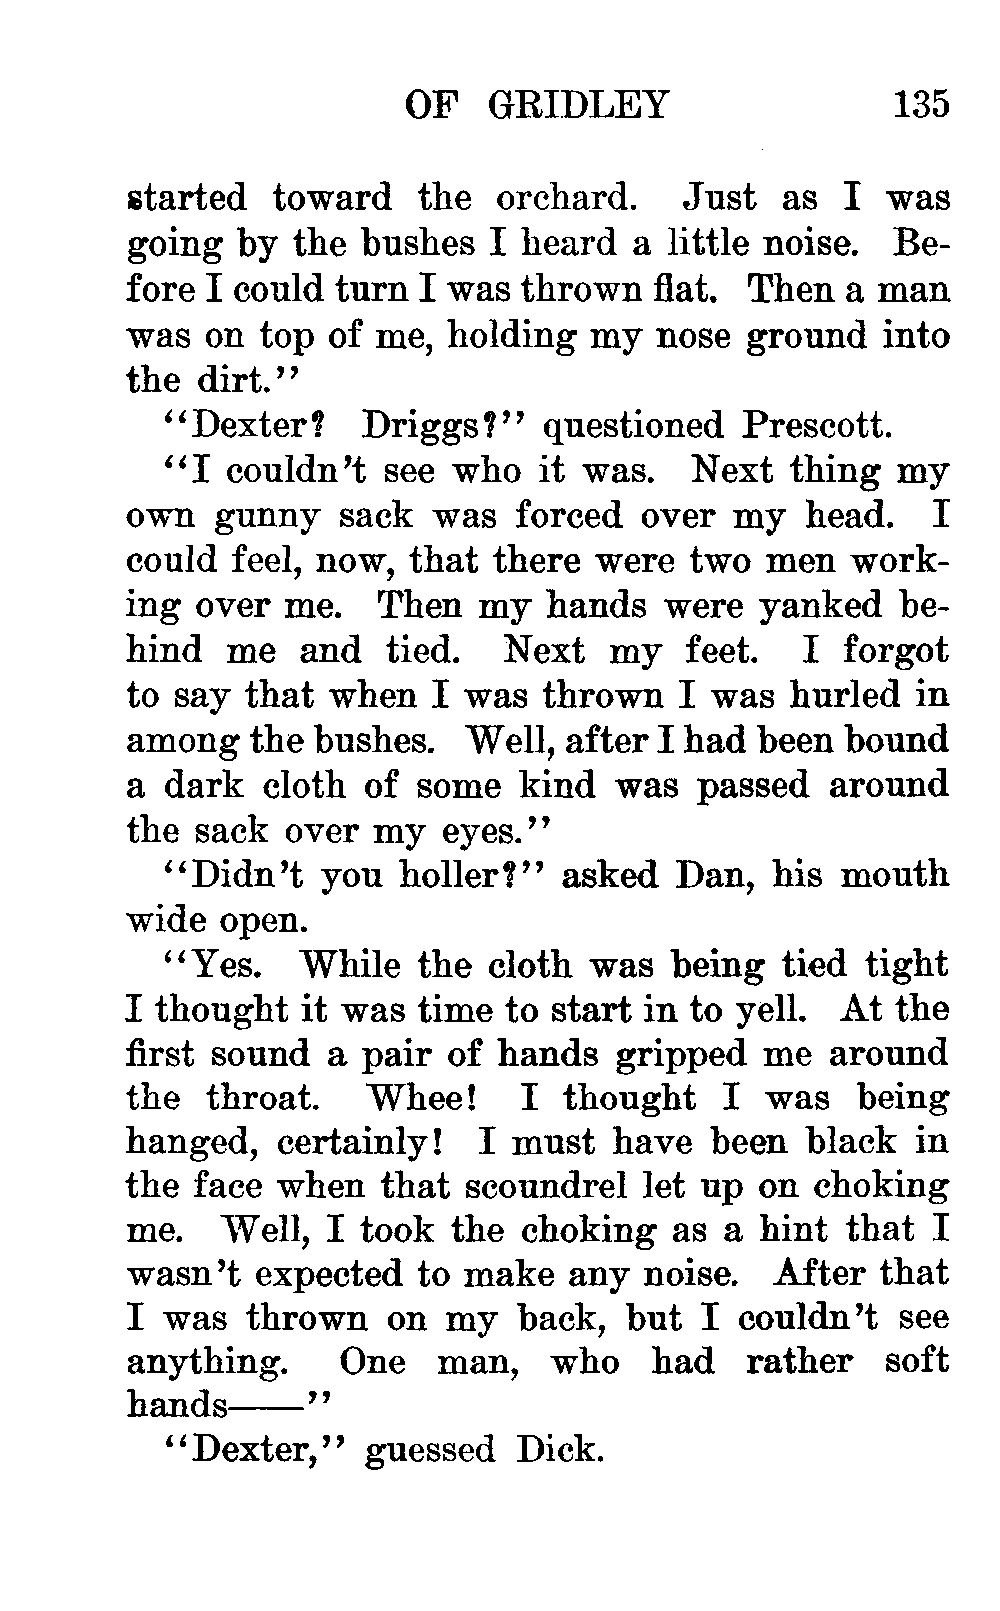 OF GRIDLEY 135
started toward the orchard. Just as I was
going by the bushes I heard a little noise. Be-
fore I could turn I was thrown flat. Then a man
was on top of me, holding my nose ground into
the dirt.''
''Dexter? Driggs?'' questioned Prescott.
''I couldn't see who it was. Next thing my
own gunny sack was forced over my head. I
could feel, now, that there were two men work-
ing over me. Then my hands were yanked be-
hind me and tied. Next my feet. I forgot
to say that when I was thrown I was hurled in
among the bushes. Well, after I had been bound
a dark cloth of some kind was passed around
the sack over my eyes.''
''Didn't you holler?'' asked Dan, his mouth
wide open.
''Yes. While the cloth was being tied tight
I thought it was time to start in to yell. At the
first sound a pair of hands gripped me around
the throat. Whee! I thought I was being
hanged, certainly! I must have been black in
the face when that scoundrel let up on choking
me. Well, I took the choking as a hint that I
wasn't expected to make any noise. After that
I was thrown on my back, but I couldn't see
anything. One man, who had rather soft
hands——''
''Dexter,'' guessed Dick.